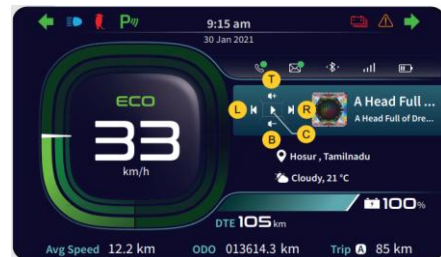 P
9:15 am
30 Jan 2021
T
ECO
33
km/h
L
R
B
C
A Head Full ...
A Head Full of Dre...
Hosur , Tamilnadu
Cloudy, 21 °C
100%
DTE 105 km
Avg Speed 12.2 km
ODO 013614.3 km
Trip A 85 km